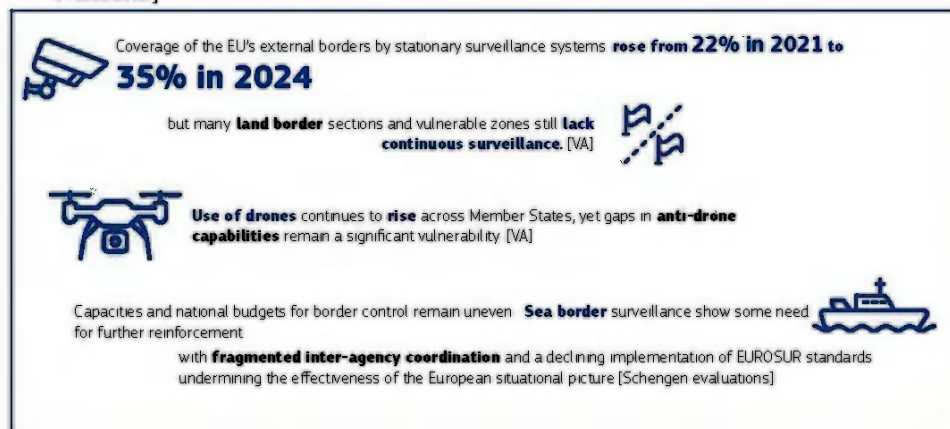 Coverage of the EU's external borders by stationary surveillance systems rose from 22% in 2021 to
35% in 2024
but many land border sections and vulnerable zones still lack
continuous surveillance. [VA]
Use of drones continues to rise across Member States, yet gaps in anti-drone
capabilities remain a significant vulnerability [VA]
Capacities and national budgets for border control remain uneven Sea border surveillance show some need
for further reinforcement
with fragmented inter-agency coordination and a declining implementation of EUROSUR standards
undermining the effectiveness of the European situational picture [Schengen evaluations]